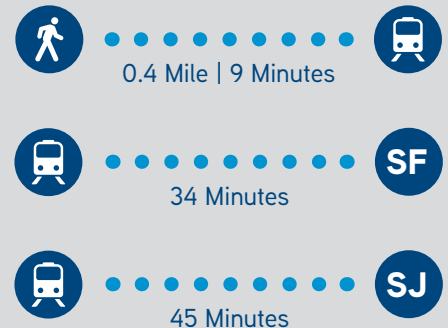 0.4 Mile | 9 Minutes
SF
34 Minutes
SJ
45 Minutes